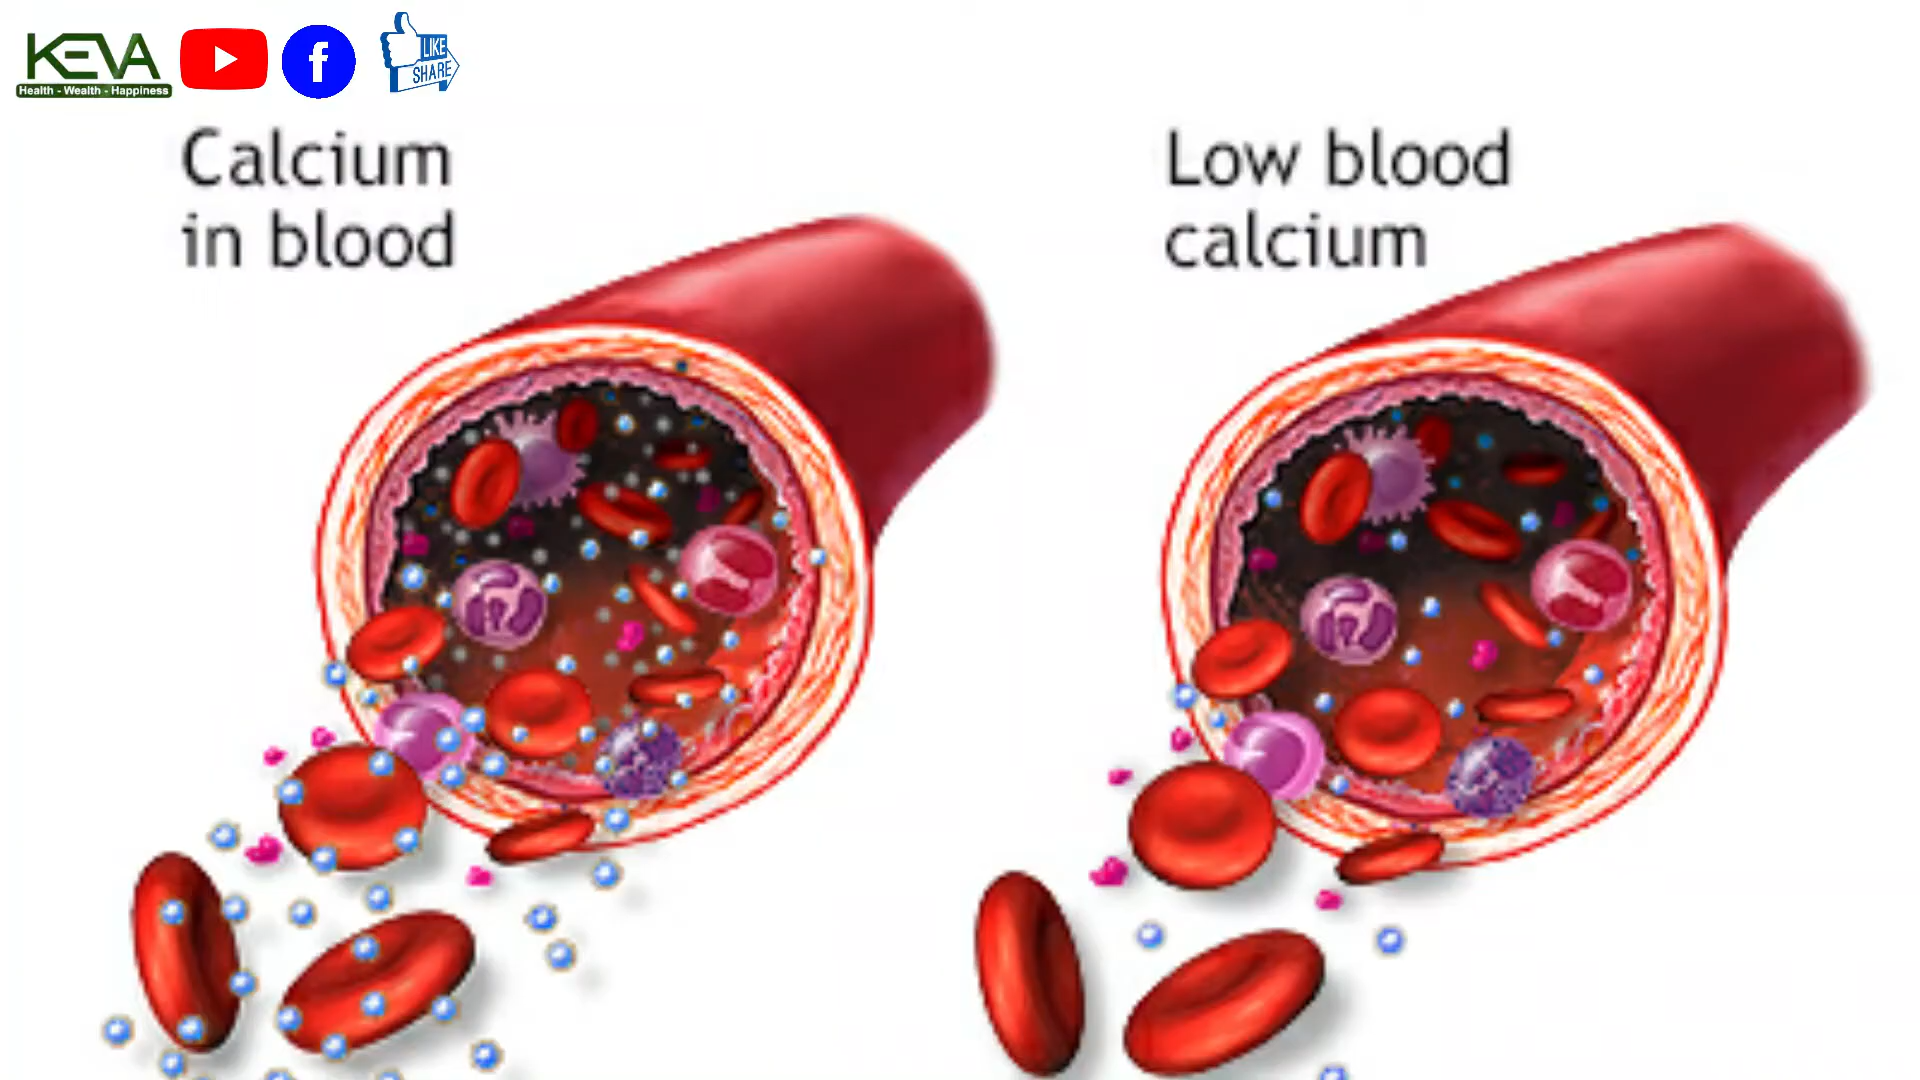 KEVA
Health - Wealth - Happiness
LIKE
SHARE
Calcium
in blood
Low blood
calcium